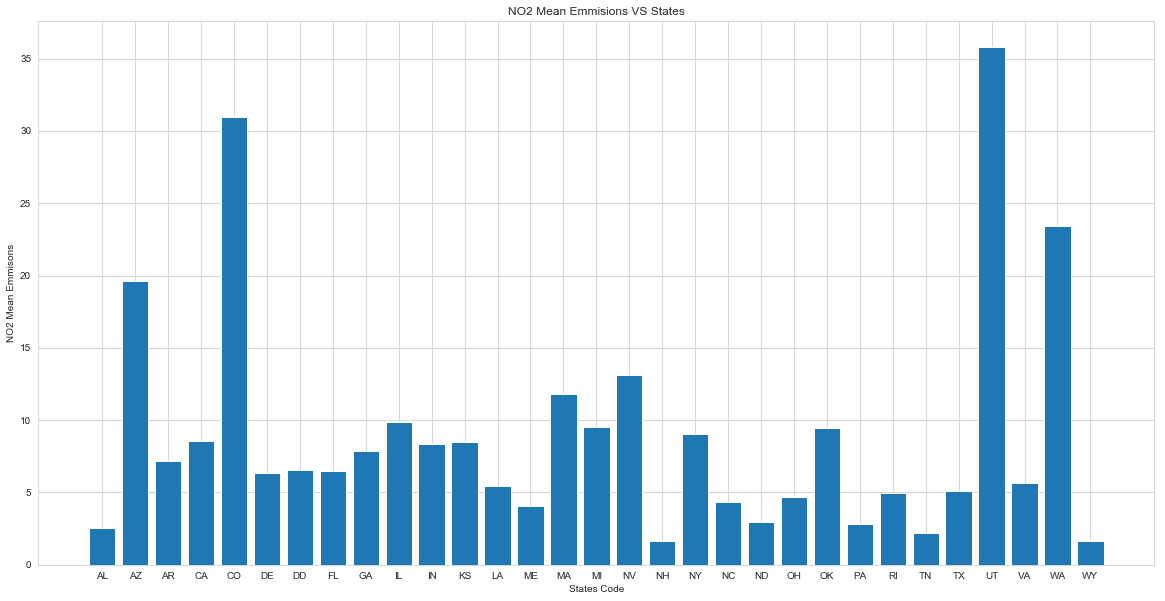 NO2 Mean Emmisions VS States
NO2 Mean Emmisons
35
30
25
20
15
10
5
0
AL AZ AR CA CO DE DD FL GA IL IN KS LA ME MA MI NV NH NY NC ND OH OK PA RI TN TX UT VA WA WY
States Code